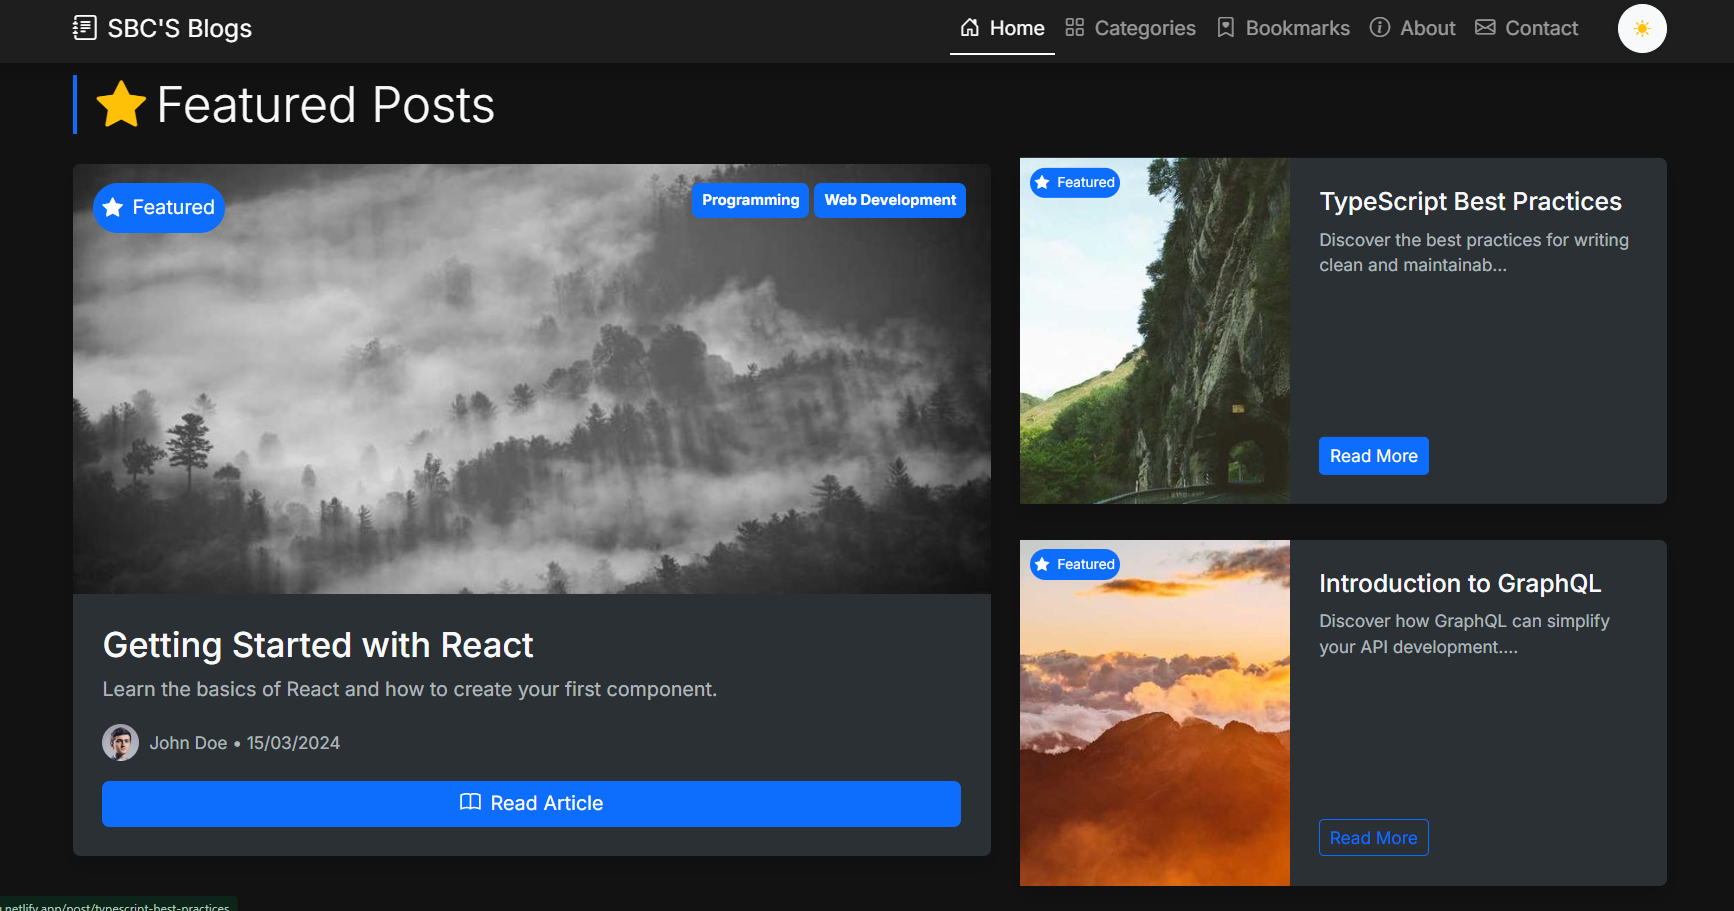 SBC'S Blogs
Home
Categories
Bookmarks
About
Contact
Featured Posts
Featured
Programming
Web Development
Getting Started with React
Learn the basics of React and how to create your first component.
John Doe • 15/03/2024
Read Article
Featured
TypeScript Best Practices
Discover the best practices for writing
clean and maintainab...
Read More
Featured
Introduction to GraphQL
Discover how GraphQL can simplify
your API development....
Read More
.netlify.app/post/typescript-best-practices